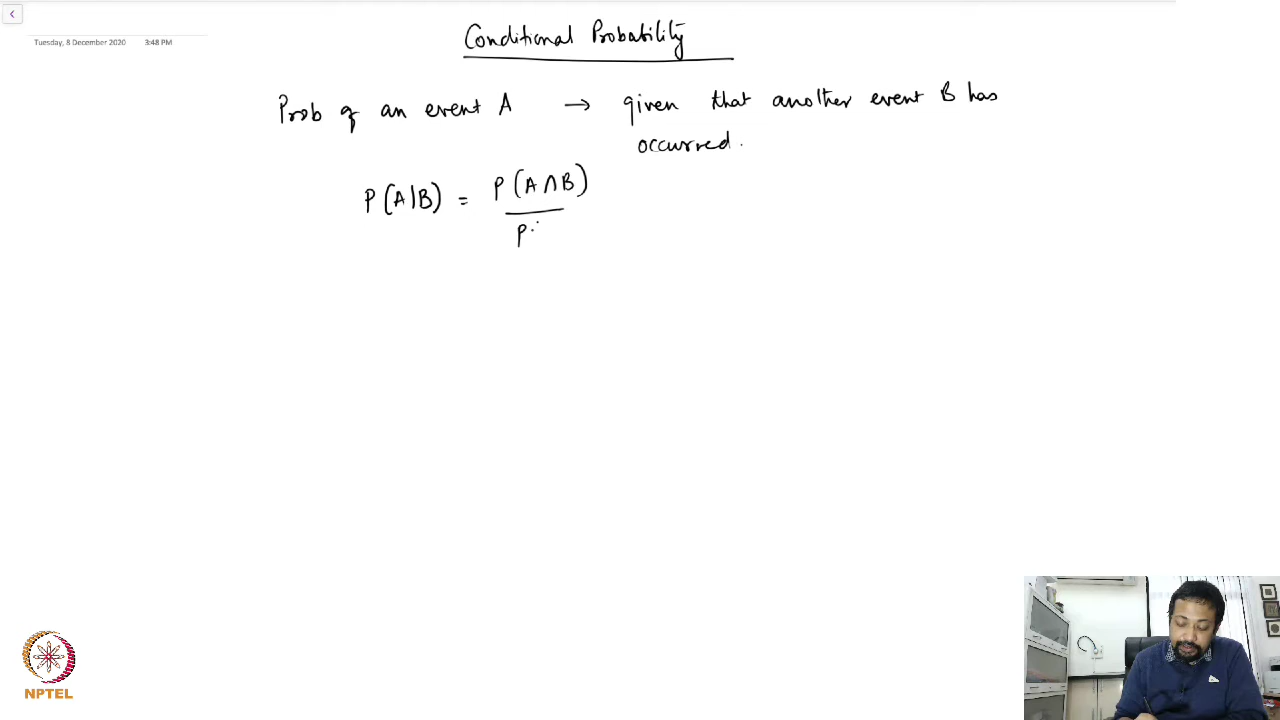 Tuesday, 8 December 2020 3:48 PM
Conditional Probability
Prob of an event A → given that another event B has
occurred.
P(A|B) = P(A∩B)
P
NPTEL